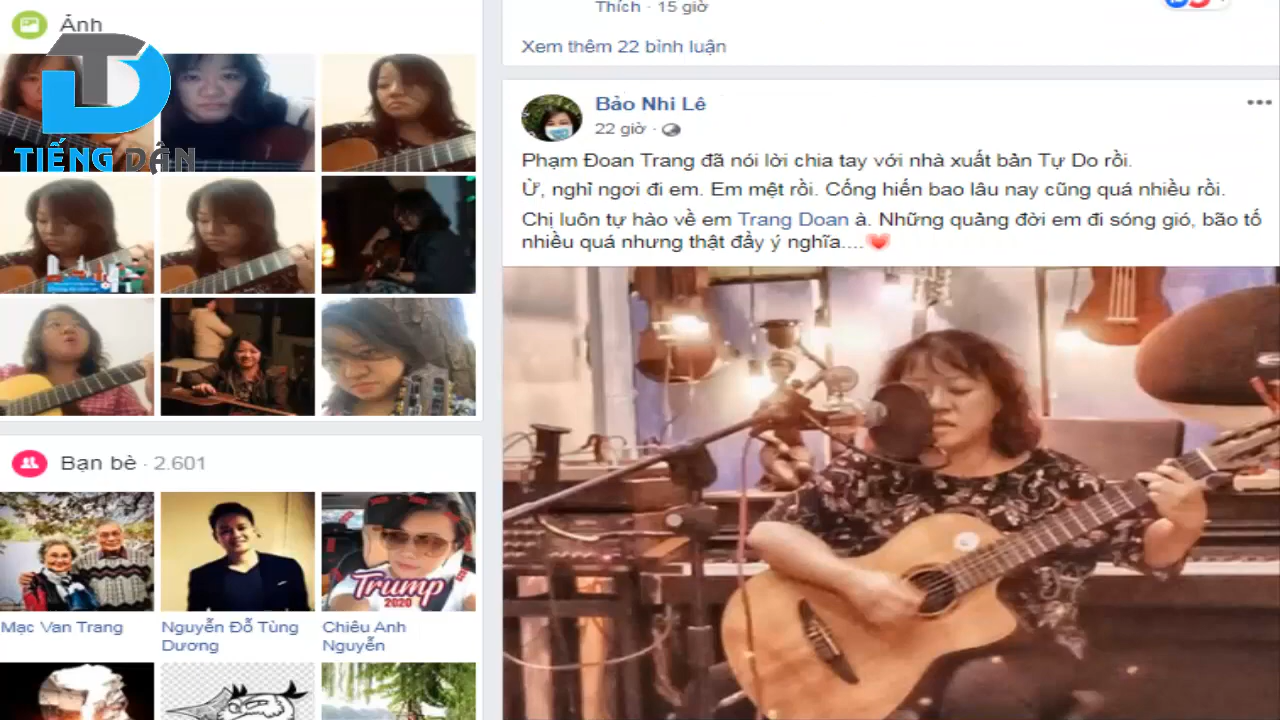 Ảnh
TIẾNG DÂN
Bạn bè · 2.601
Mạc Van Trang
Nguyễn Đỗ Tùng
Dương
Trump
2020
Chiêu Anh
Nguyễn
Thích · 15 giờ
Xem thêm 22 bình luận
Bảo Nhi Lê
22 giờ ·
Phạm Đoan Trang đã nói lời chia tay với nhà xuất bản Tự Do rồi.
Ừ, nghỉ ngơi đi em. Em mệt rồi. Cống hiến bao lâu nay cũng quá nhiều rồi.
Chị luôn tự hào về em Trang Doan à. Những quãng đời em đi sóng gió, bão tố
nhiều quá nhưng thật đầy ý nghĩa....❤